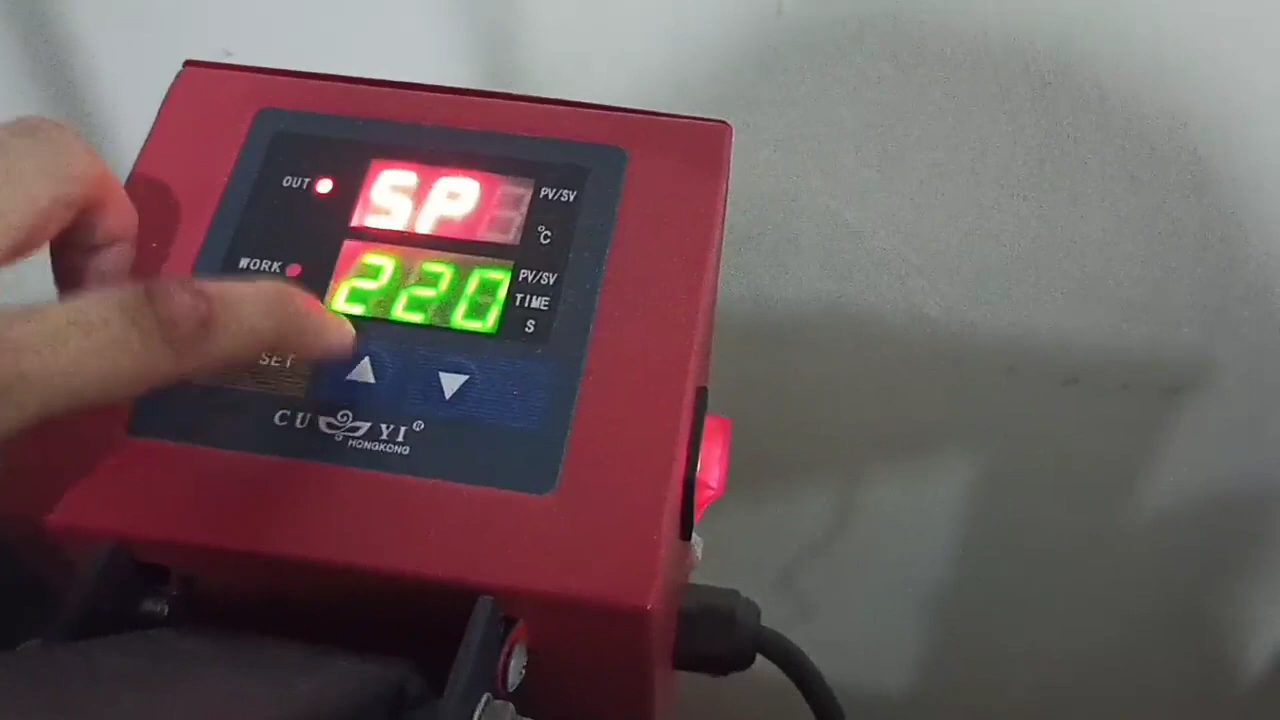 OUT SP PV/SV
℃
WORK 220 PV/SV
TIME
S
SET
CU YI®
HONGKONG